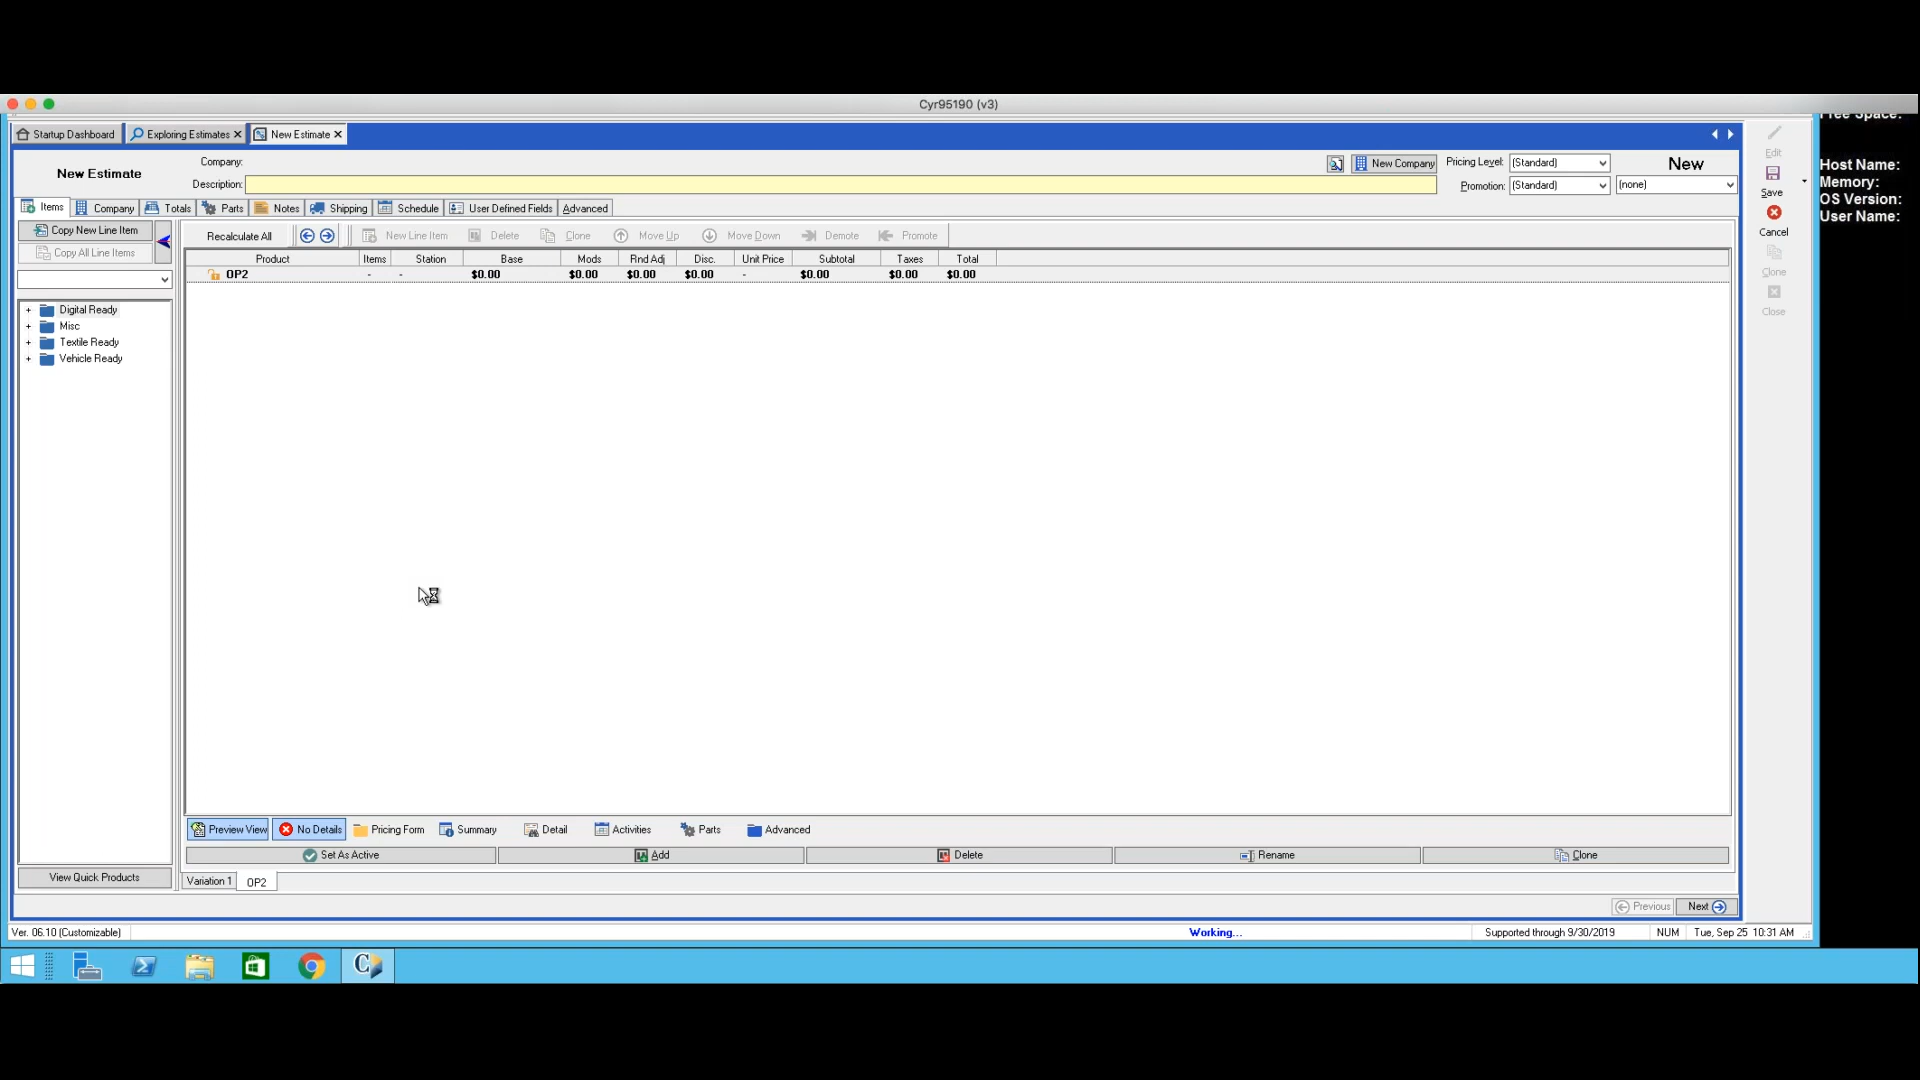 Cyr95190 (v3)
Free Space:
Startup Dashboard
Exploring Estimates
New Estimate
New Estimate
Company:
New Company
Pricing Level:
(Standard)
New
Description:
Promotion:
(Standard)
(none)
Edit
Save
Cancel
Clone
Close
Host Name:
Memory:
OS Version:
User Name:
Items
Company
Totals
Parts
Notes
Shipping
Schedule
User Defined Fields
Advanced
Copy New Line Item
Copy All Line Items
Recalculate All
New Line Item
Delete
Clone
Move Up
Move Down
Demote
Promote
Product Items Station Base Mods Rnd Adj Disc. Unit Price Subtotal Taxes Total
OP2 - - $0.00 $0.00 $0.00 $0.00 - $0.00 $0.00 $0.00
Digital Ready
Misc
Textile Ready
Vehicle Ready
View Quick Products
Preview View
No Details
Pricing Form
Summary
Detail
Activities
Parts
Advanced
Set As Active
Add
Delete
Rename
Clone
Variation 1
OP2
Previous
Next
Ver. 06.10 (Customizable)
Working...
Supported through 9/30/2019
NUM
Tue, Sep 25 10:31 AM